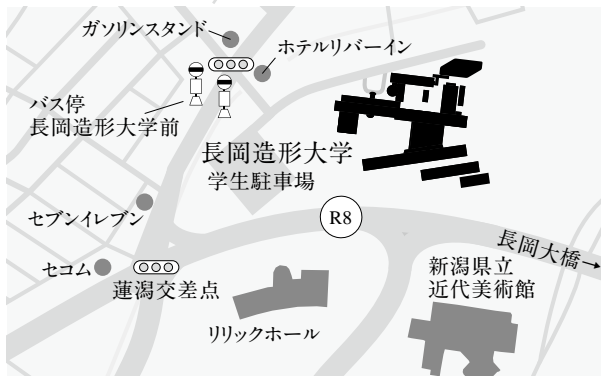 ガソリンスタンド
ホテルリバーイン
バス停
長岡造形大学前
長岡造形大学
学生駐車場
セブンイレブン
R8
長岡大橋→
セコム
蓮潟交差点
新潟県立
近代美術館
リリックホール